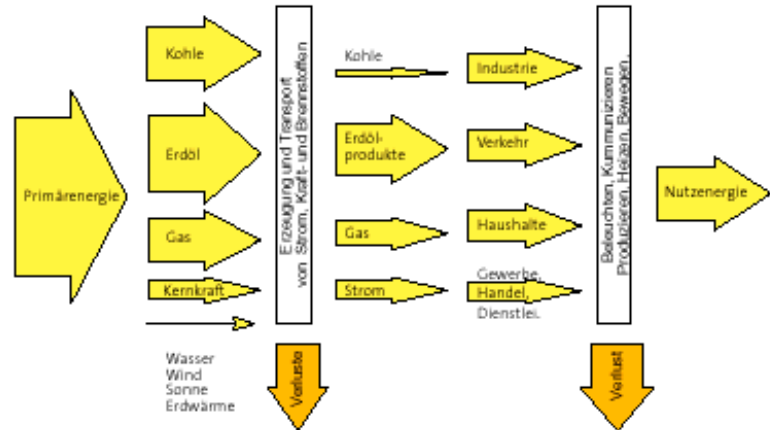 Primärenergie
Kohle
Erdöl
Gas
Kernkraft
Wasser
Wind
Sonne
Erdwärme
Erzeugung und Transport
von Strom, Kraft- und Brennstoffen
Verluste
Kohle
Erdöl-
produkte
Gas
Strom
Industrie
Verkehr
Haushalte
Gewerbe,
Handel,
Dienstlei.
Beleuchten, Kummunizieren
Produzieren, Heizen, Bewegen,
Verlust
Nutzenergie